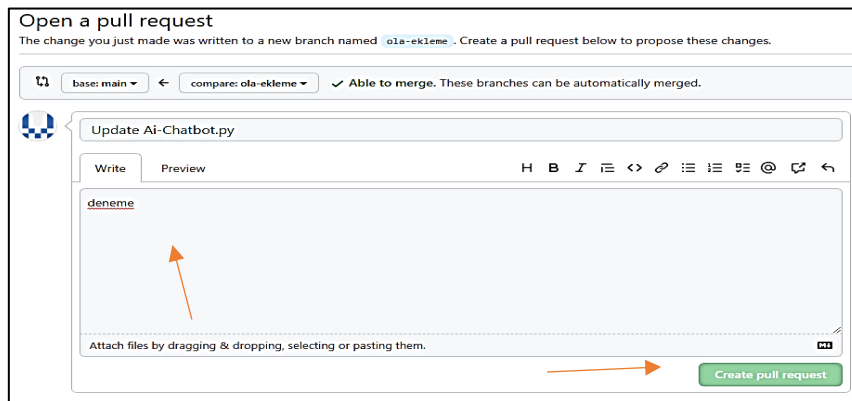 Open a pull request
The change you just made was written to a new branch named ola-ekleme . Create a pull request below to propose these changes.
base: main compare: ola-ekleme Able to merge. These branches can be automatically merged.
Update Ai-Chatbot.py
Write Preview H B I @
deneme
Attach files by dragging & dropping, selecting or pasting them.
Create pull request